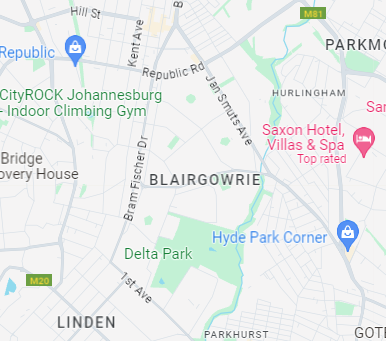 Hill St
M81
Kent Ave
B
PARKMO
Republic
Republic Rd
Jan Smuts Ave
HURLINGHAM
CityROCK Johannesburg
- Indoor Climbing Gym
Sa
Saxon Hotel,
Villas & Spa
Top rated
Bridge
overy House
Bram Fischer Dr
BLAIRGOWRIE
Hyde Park Corner
Delta Park
M20
1st Ave
LINDEN
PARKHURST
GOTE